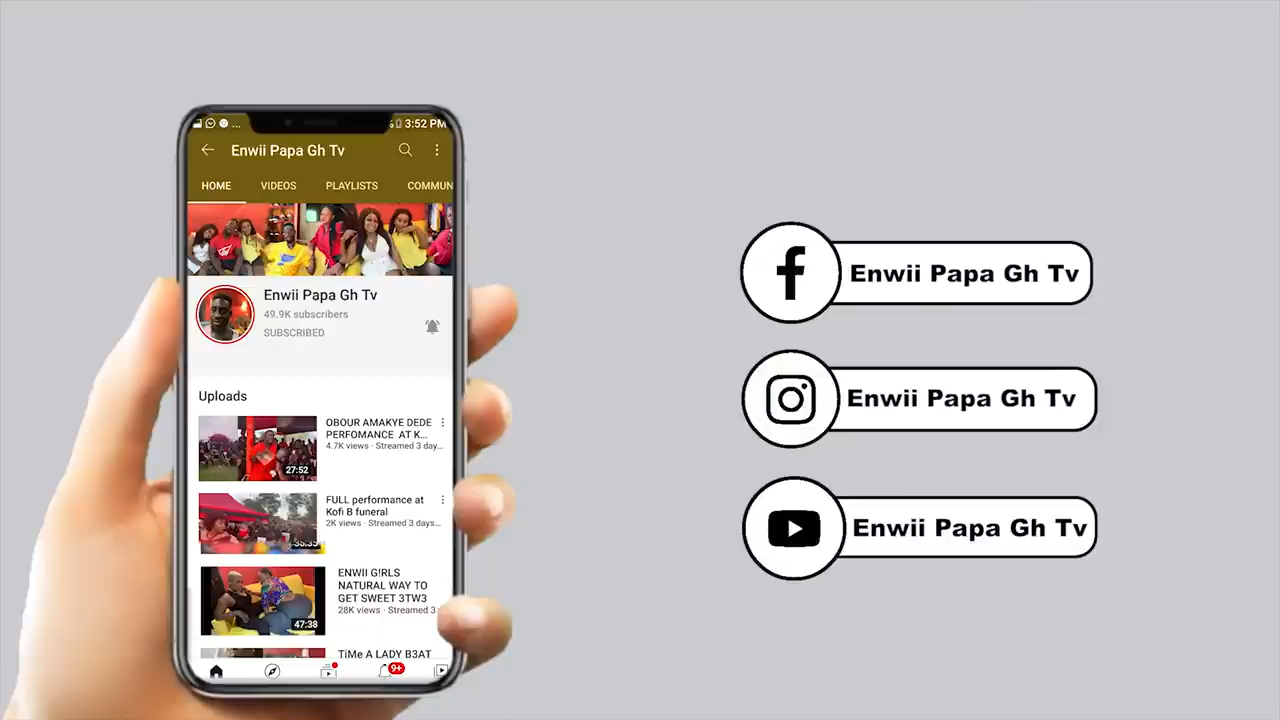 ... 3:52 PM
Enwii Papa Gh Tv
HOME VIDEOS PLAYLISTS COMMUN
Enwii Papa Gh Tv
49.9K subscribers
SUBSCRIBED
Uploads
OBOUR AMAKYE DEDE
PERFOMANCE AT K...
4.7K views · Streamed 3 day...
27:52
FULL performance at
Kofi B funeral
2K views · Streamed 3 days...
35:35
ENWII G!RLS
NATURAL WAY TO
GET SWEET 3TW3
28K views · Streamed 3
47:38
TiMe A LADY B3AT
9+
Enwii Papa Gh Tv
Enwii Papa Gh Tv
Enwii Papa Gh Tv